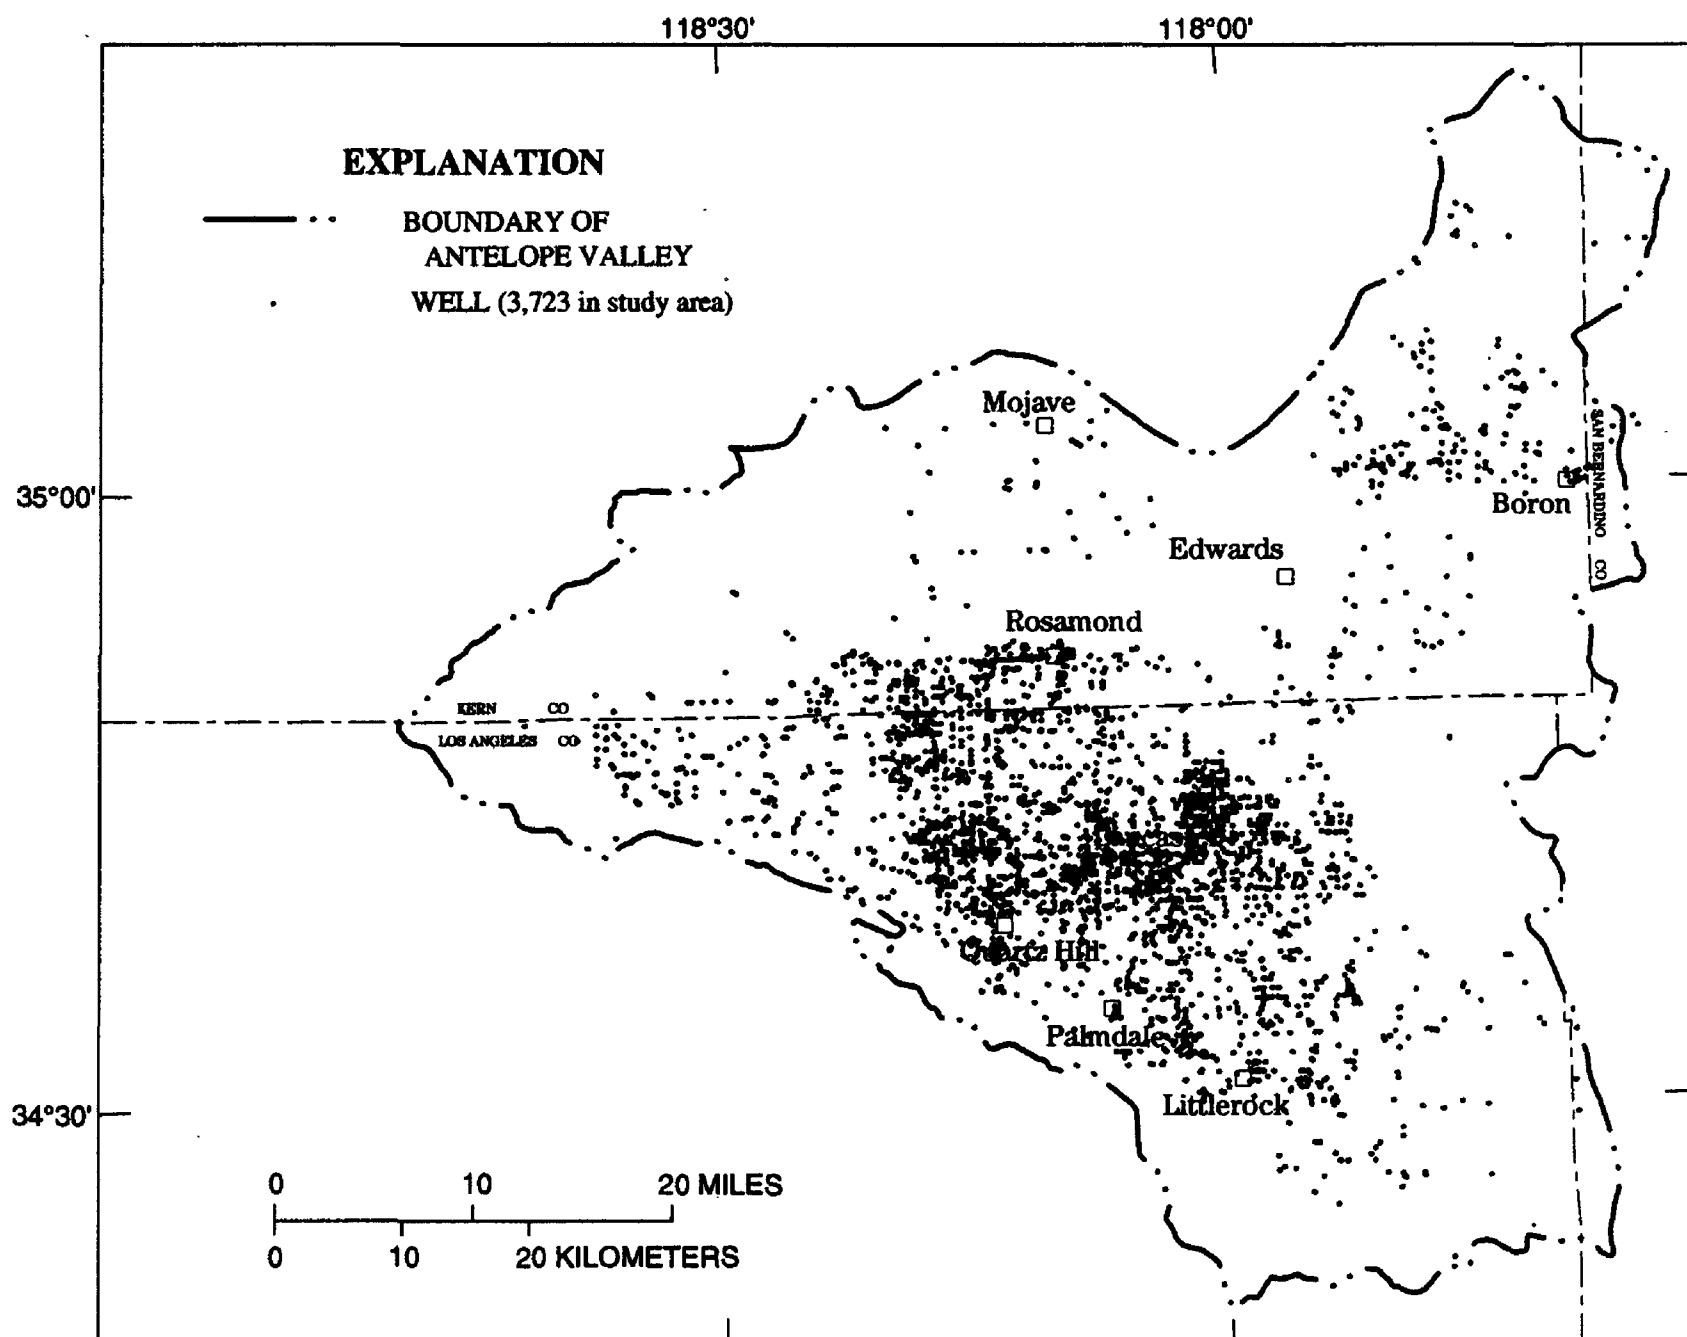 118°30'
118°00'
EXPLANATION
BOUNDARY OF
ANTELOPE VALLEY
WELL (3,723 in study area)
Mojave
SAN BERNARDINO CO
35°00'
Boron
Edwards
Rosamond
KERN CO
LOS ANGELES CO
Quartz Hill
Palmdale
34°30'
Littlerock
0 10 20 MILES
0 10 20 KILOMETERS